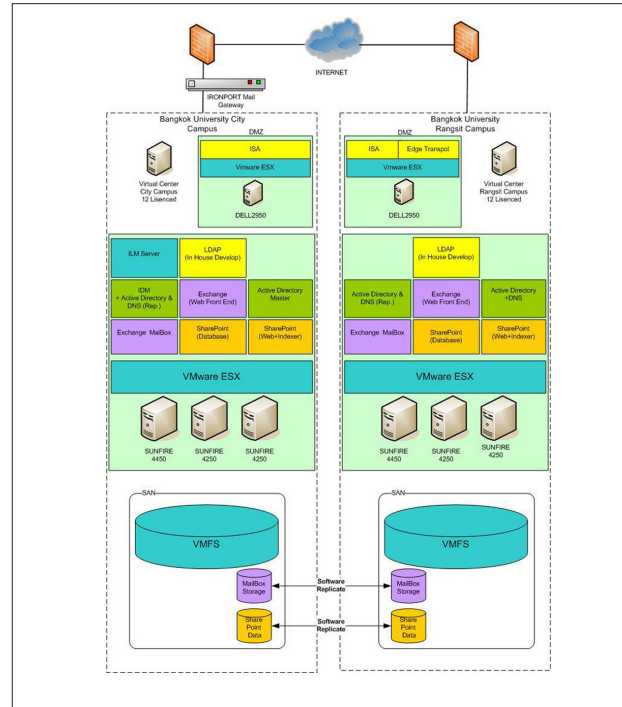 INTERNET
IRONPORT Mail
Gateway
Bangkok University City
Campus
DMZ
ISA
Vmware ESX
DELL2950
Virtual Center
City Campus
12 Lisenced
ILM Server
LDAP
(In House Develop)
IDM
+ Active Directory &
DNS (Rep.)
Exchange
(Web Front End)
Active Directory
Master
Exchange MailBox
SharePoint
(Database)
SharePoint
(Web+Indexer)
VMware ESX
SUNFIRE
4450
SUNFIRE
4250
SUNFIRE
4250
SAN
VMFS
MailBox
Storage
Share
Point
Data
Software
Replicate
Software
Replicate
Bangkok University
Rangsit Campus
DMZ
ISA
Edge Transpot
Vmware ESX
DELL2950
Virtual Center
Rangsit Campus
12 Lisenced
LDAP
(In House Develop)
Active Directory &
DNS (Rep.)
Exchange
(Web Front End)
Active Directory
+DNS
Exchange MailBox
SharePoint
(Database)
SharePoint
(Web+Indexer)
VMware ESX
SUNFIRE
4450
SUNFIRE
4250
SUNFIRE
4250
SAN
VMFS
MailBox
Storage
Share
Point
Data